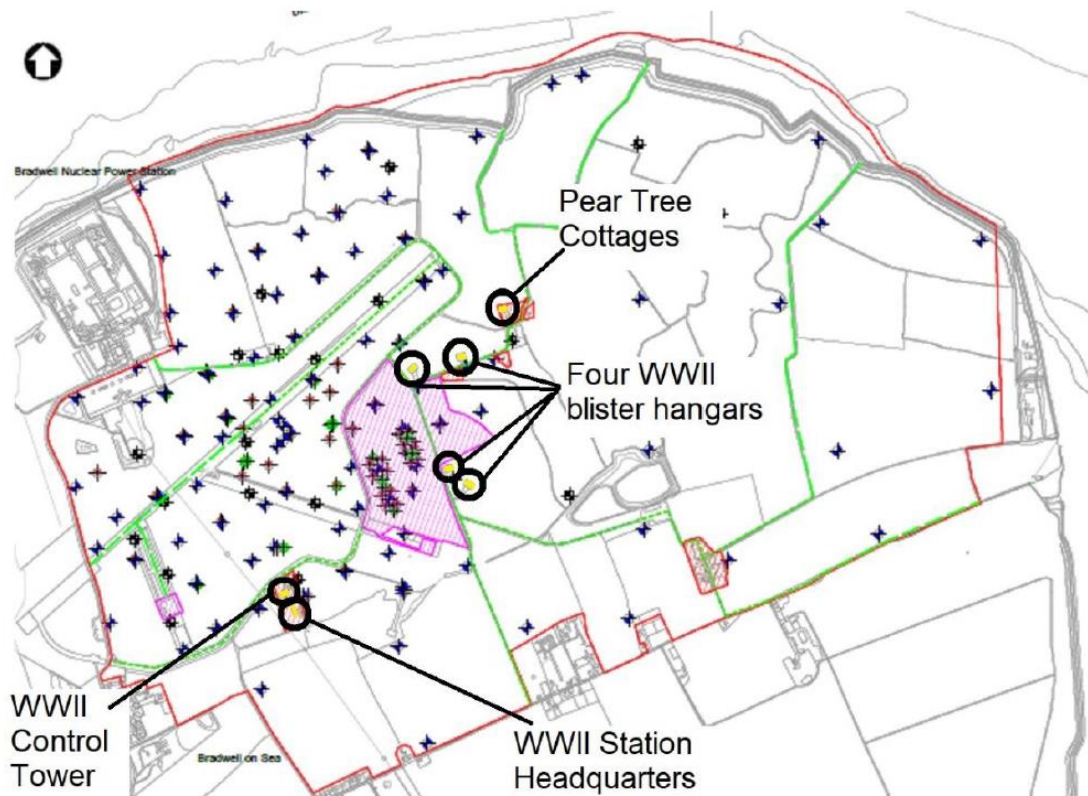 Bradwell Nuclear Power Station
Pear Tree
Cottages
Four WWII
blister hangars
WWII
Control
Tower
Bradwell on Sea
WWII Station
Headquarters